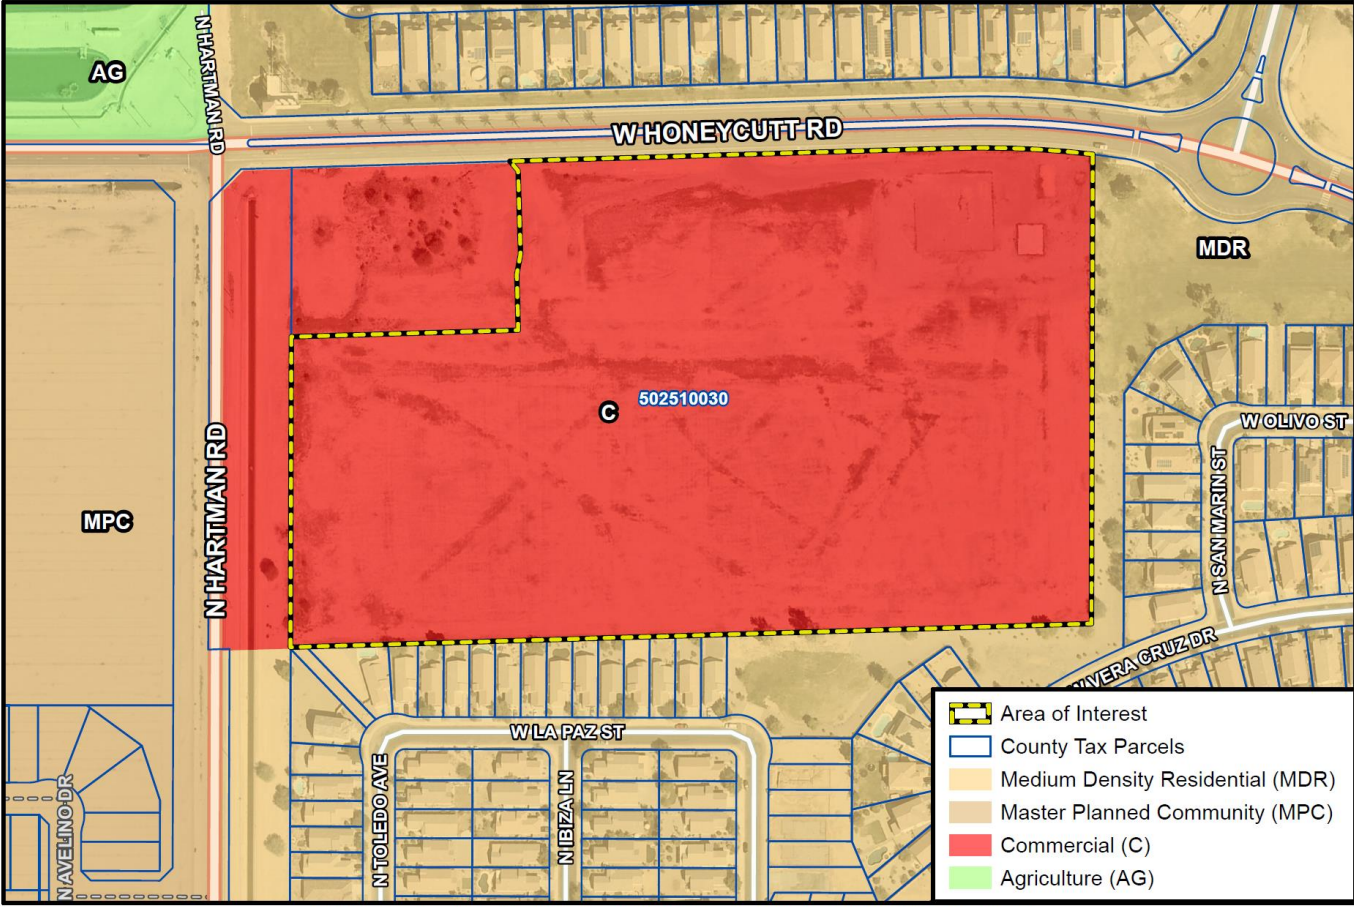 N HARTMAN RD
AG
W HONEYCUTT RD
MDR
502510030
C
W OLIVO ST
N SAN MARIN ST
N HARTMAN RD
MPC
W VERA CRUZ DR
W LA PAZ ST
N TOLEDO AVE
N IBIZA LN
N AVELINO DR
Area of Interest
County Tax Parcels
Medium Density Residential (MDR)
Master Planned Community (MPC)
Commercial (C)
Agriculture (AG)